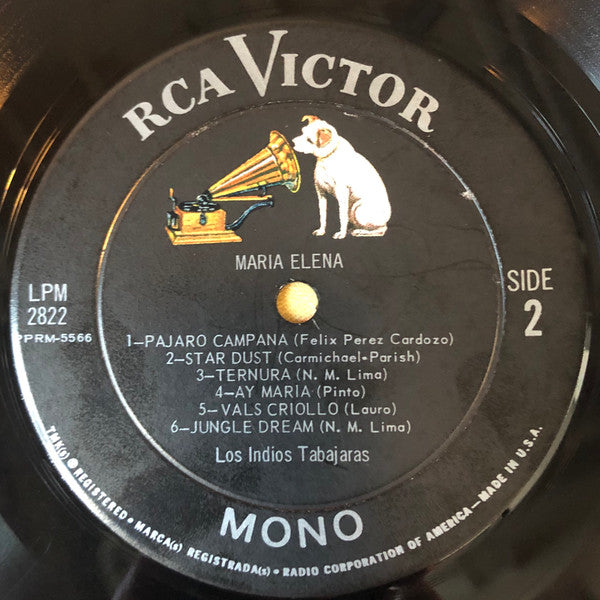 RCA VICTOR
MARIA ELENA
LPM
2822
PPRM-5566
SIDE
2
1—PAJARO CAMPANA (Felix Perez Cardozo)
2—STAR DUST (Carmichael-Parish)
3—TERNURA (N. M. Lima)
4—AY MARIA (Pinto)
5—VALS CRIOLLO (Lauro)
6—JUNGLE DREAM (N. M. Lima)
Los Indios Tabajaras
MONO
TMK(s) ® REGISTERED • MARCA(s) REGISTRADA(s) • RADIO CORPORATION OF AMERICA—MADE IN U.S.A.